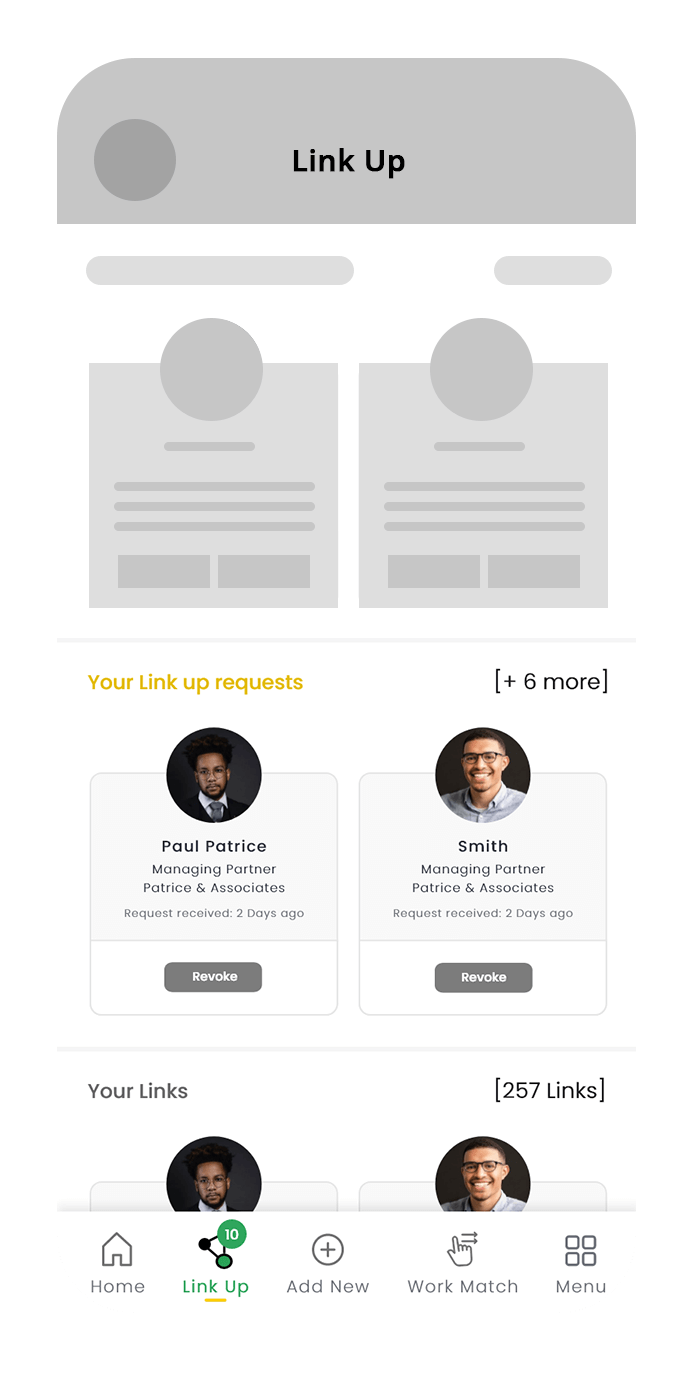 Link Up
Your Link up requests
[+ 6 more]
Paul Patrice
Managing Partner
Patrice & Associates
Request received: 2 Days ago
Revoke
Smith
Managing Partner
Patrice & Associates
Request received: 2 Days ago
Revoke
Your Links
[257 Links]
10
Home
Link Up
Add New
Work Match
Menu